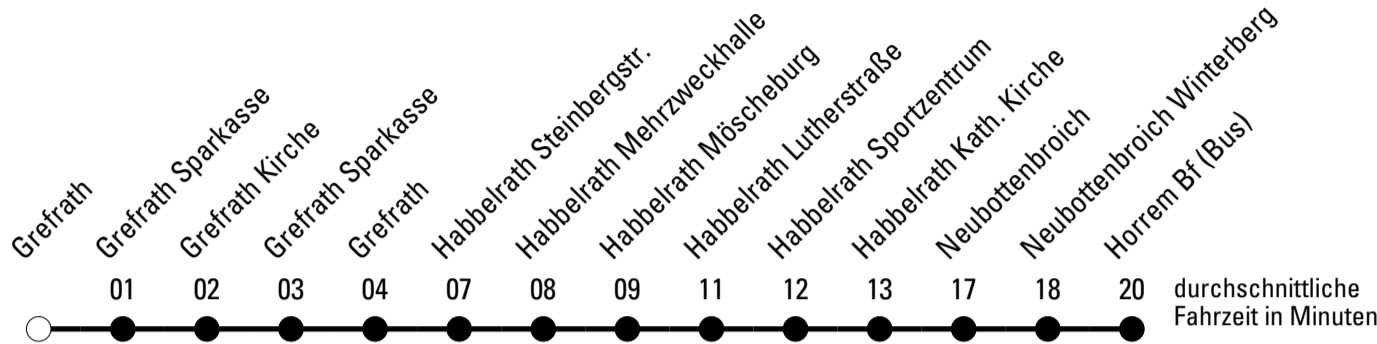 Grefrath
Grefrath Sparkasse
Grefrath Kirche
Grefrath Sparkasse
Grefrath
Habbelrath Steinbergstr.
Habbelrath Mehrzweckhalle
Habbelrath Möscheburg
Habbelrath Lutherstraße
Habbelrath Sportzentrum
Habbelrath Kath. Kirche
Neubottenbroich
Neubottenbroich Winterberg
Horrem Bf (Bus)
01 02 03 04 07 08 09 11 12 13 17 18 20
durchschnittliche
Fahrzeit in Minuten